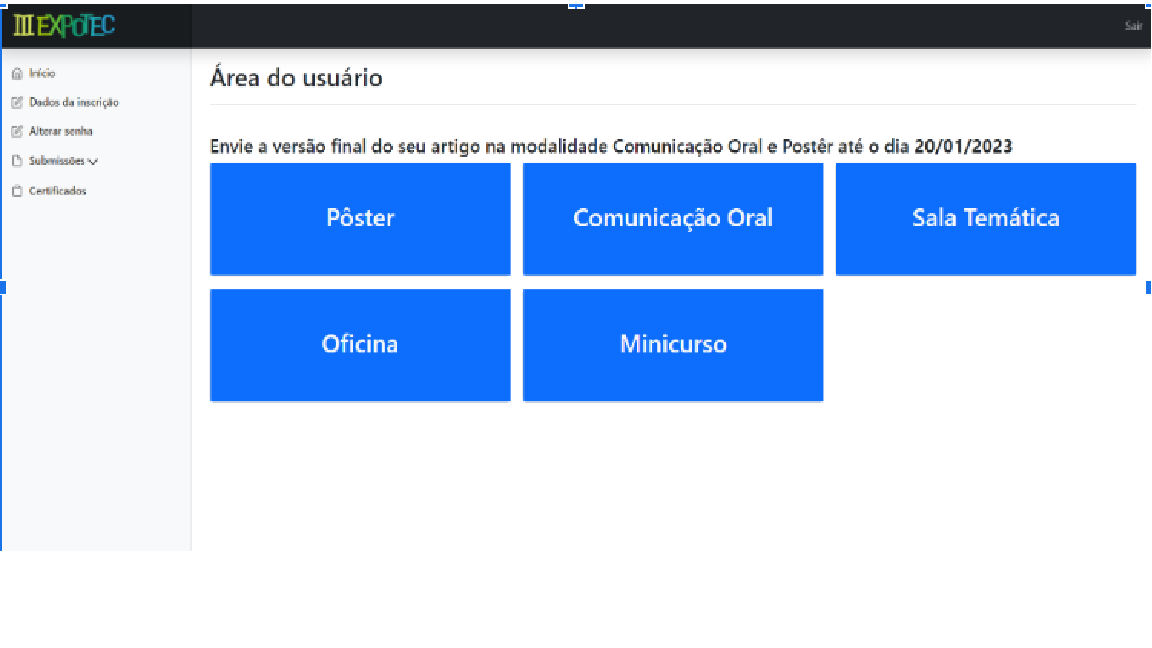 III EXPOTEC
Sair
Início
Dados da inscrição
Alterar senha
Submissões
Certificados
Área do usuário
Envie a versão final do seu artigo na modalidade Comunicação Oral e Postêr até o dia 20/01/2023
Pôster
Comunicação Oral
Sala Temática
Oficina
Minicurso